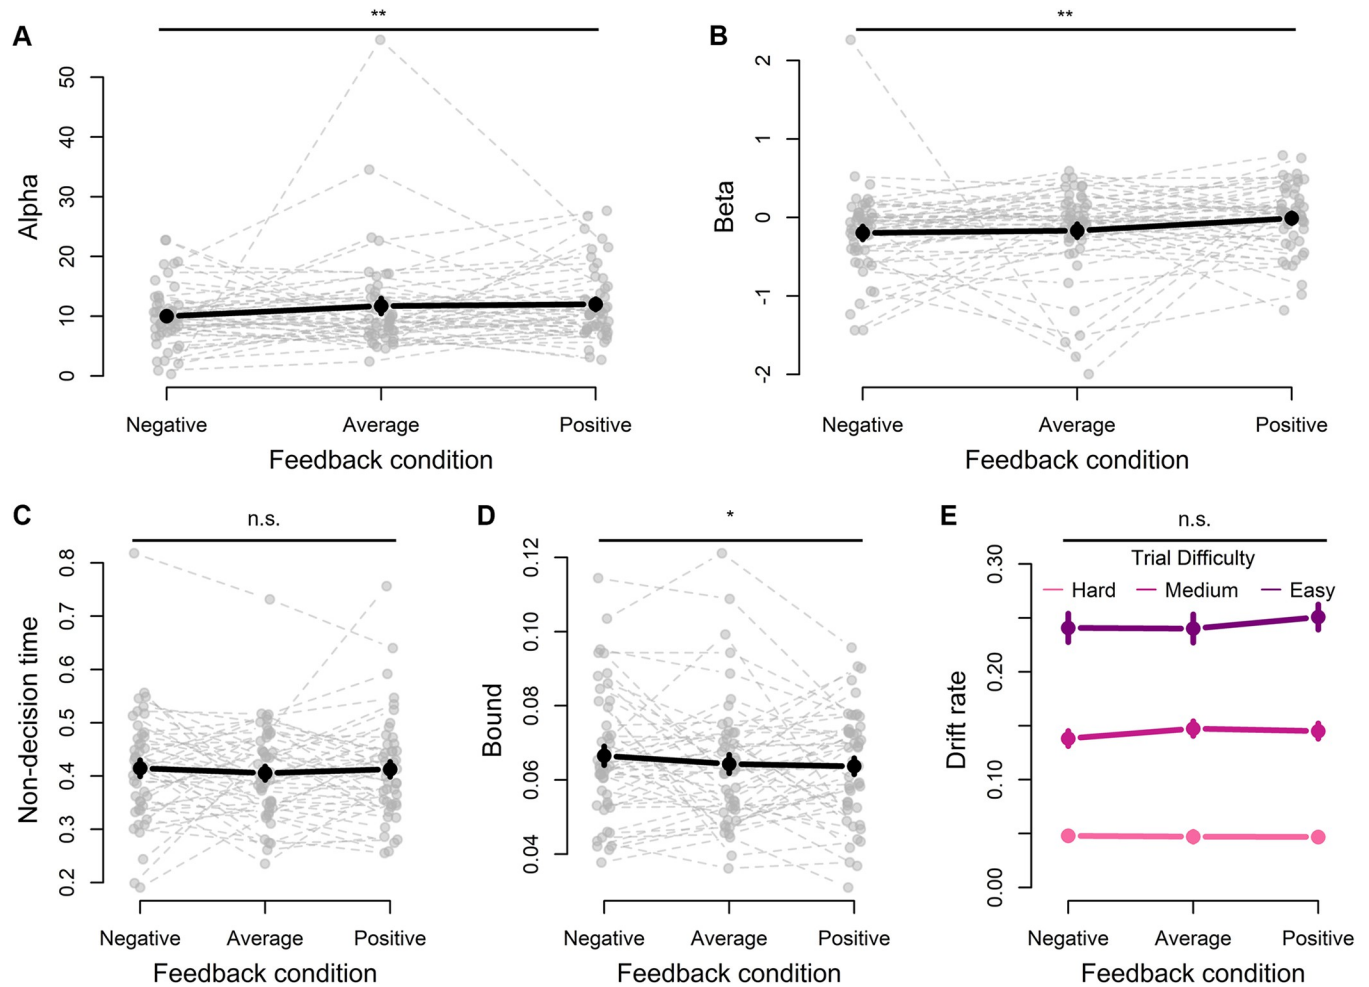 A
**
Alpha
50
40
30
20
10
0
Negative Average Positive
Feedback condition
B
**
Beta
2
1
0
-1
-2
Negative Average Positive
Feedback condition
C
n.s.
Non-decision time
0.8
0.7
0.6
0.5
0.4
0.3
0.2
Negative Average Positive
Feedback condition
D
*
Bound
0.12
0.10
0.08
0.06
0.04
Negative Average Positive
Feedback condition
E
n.s.
Trial Difficulty
Hard Medium Easy
Drift rate
0.30
0.20
0.10
0.00
Negative Average Positive
Feedback condition